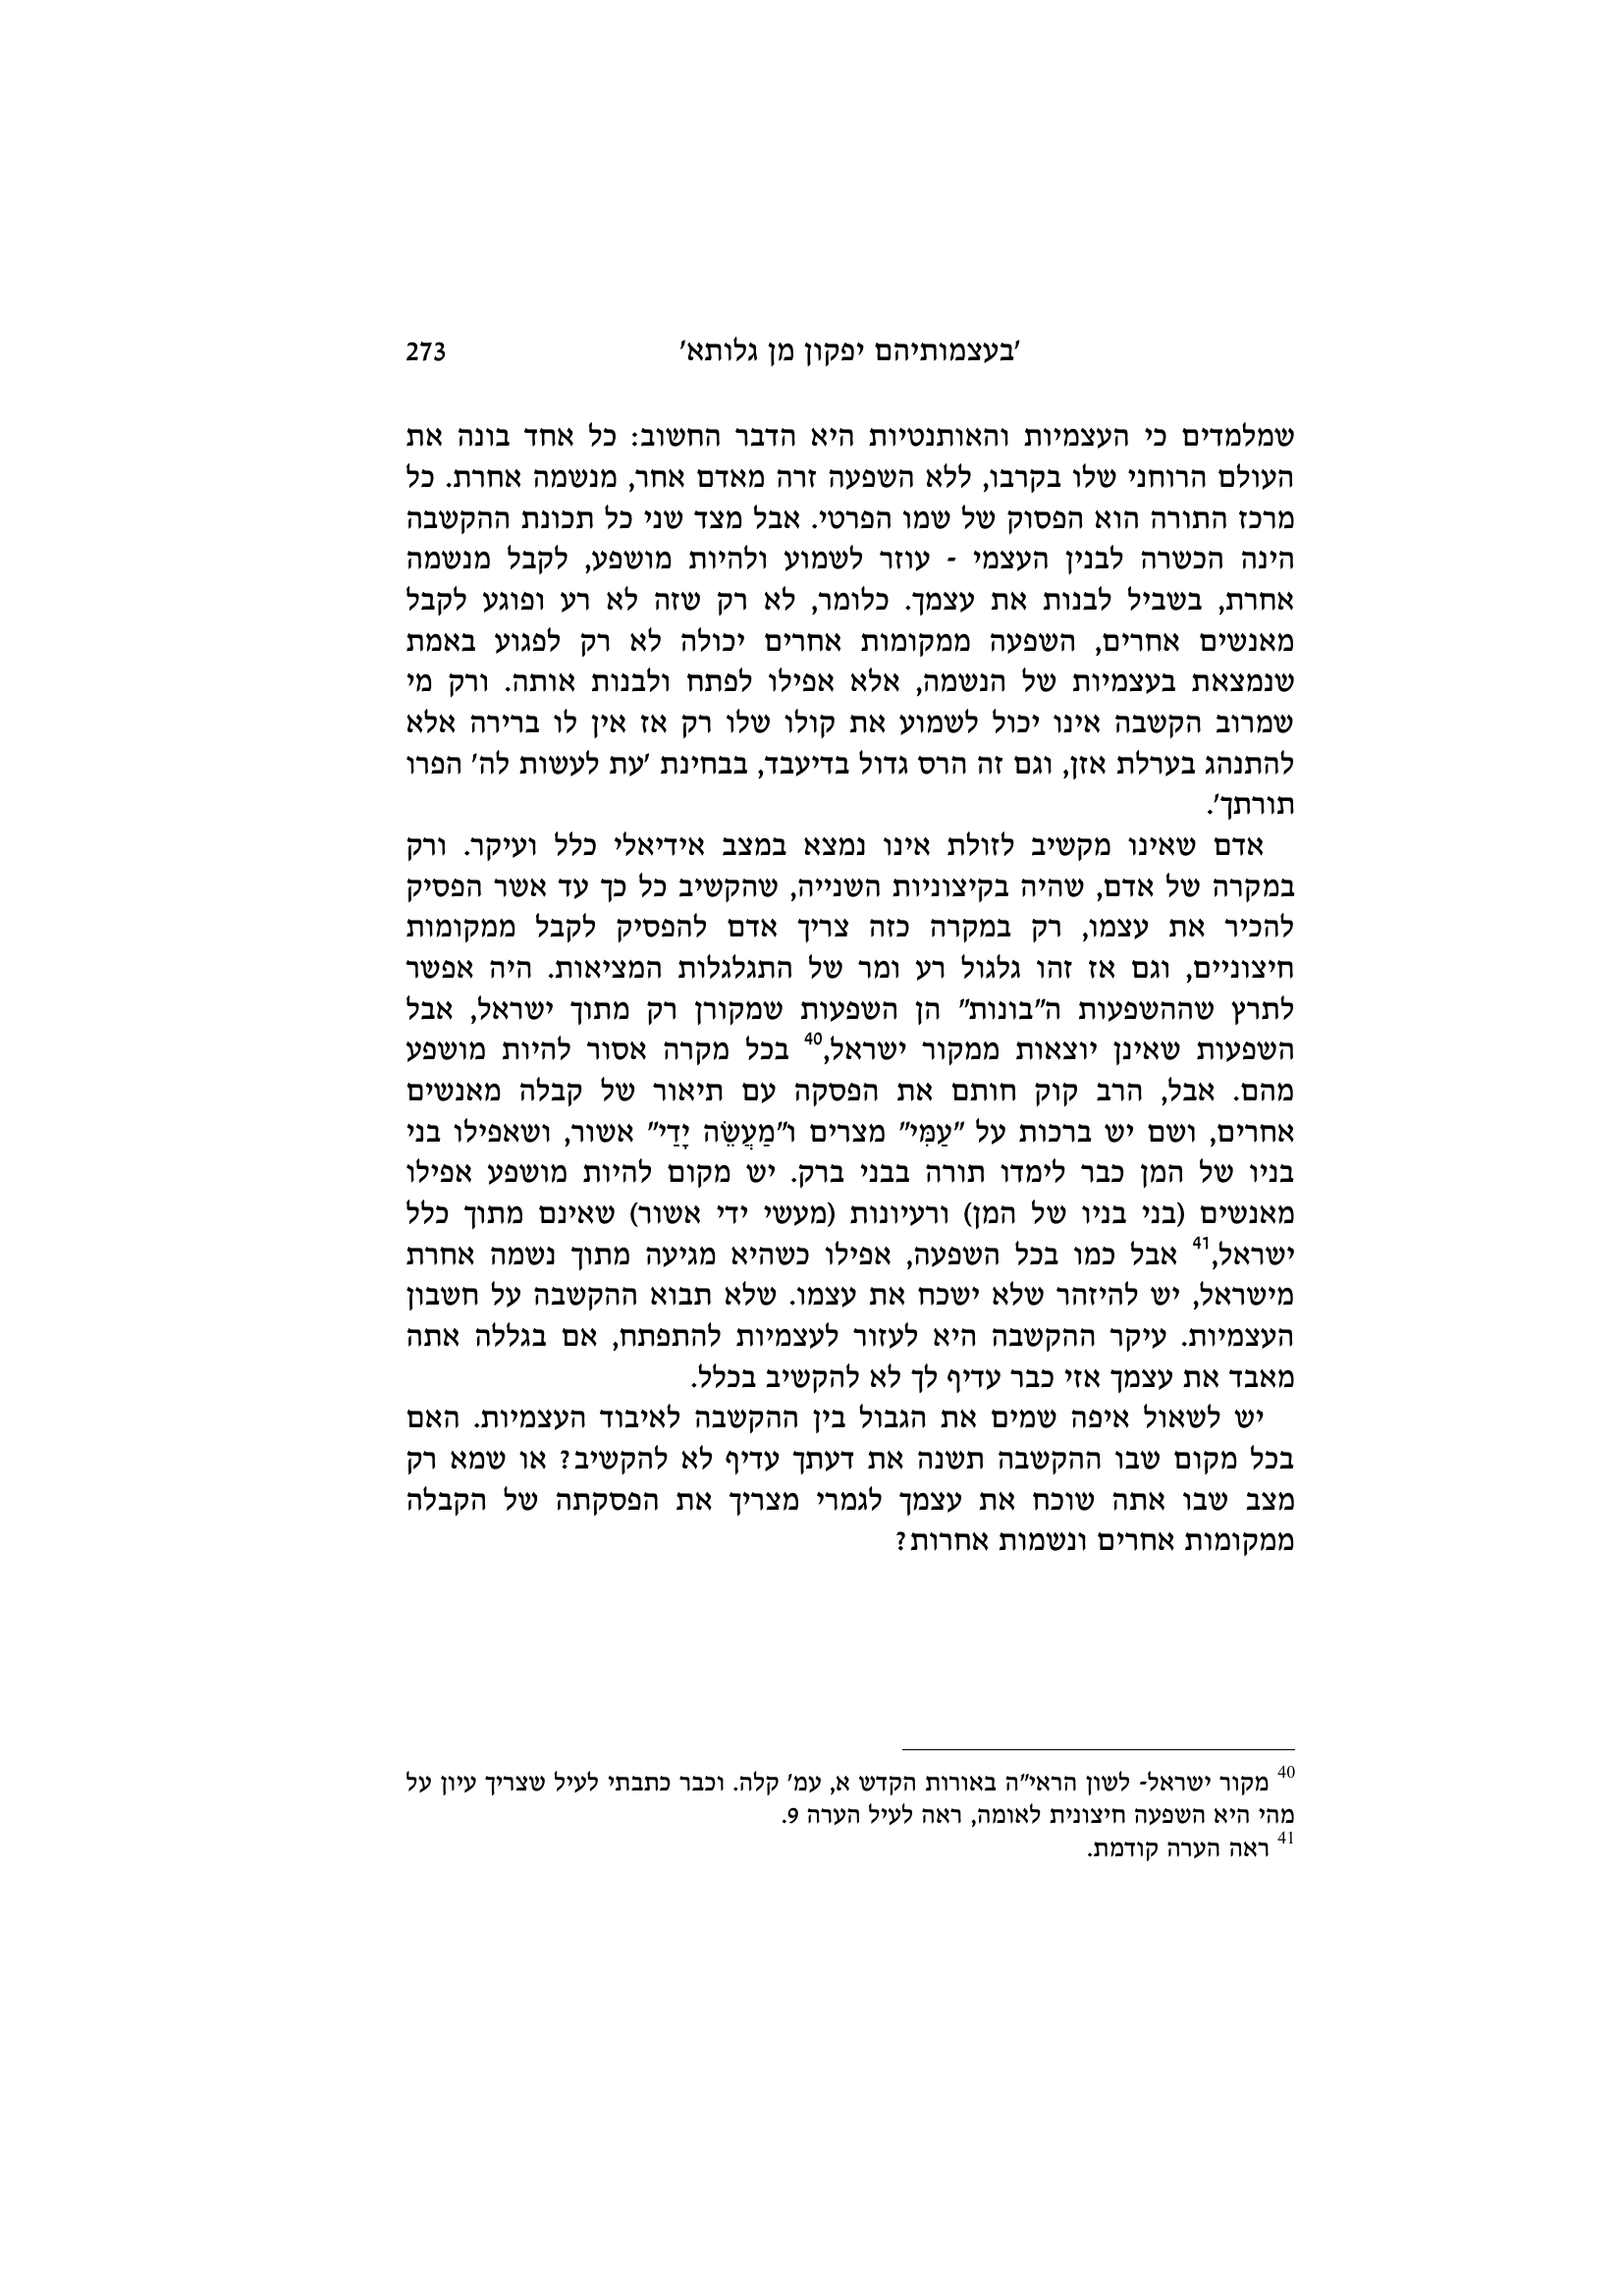 'בעצמותיהם יפקון מן גלותא' 273
שמלמדים כי העצמיות והאותנטיות היא הדבר החשוב: כל אחד בונה את
העולם הרוחני שלו בקרבו, ללא השפעה זרה מאדם אחר, מנשמה אחרת. כל
מרכז התורה הוא הפסוק של שמו הפרטי. אבל מצד שני כל תכונת ההקשבה
הינה הכשרה לבנין העצמי - עוזר לשמוע ולהיות מושפע, לקבל מנשמה
אחרת, בשביל לבנות את עצמך. כלומר, לא רק שזה לא רע ופוגע לקבל
מאנשים אחרים, השפעה ממקומות אחרים יכולה לא רק לפגוע באמת
שנמצאת בעצמיות של הנשמה, אלא אפילו לפתח ולבנות אותה. ורק מי
שמרוב הקשבה אינו יכול לשמוע את קולו שלו רק אז אין לו ברירה אלא
להתנהג בערלת אזן, וגם זה הרס גדול בדיעבד, בבחינת 'עת לעשות לה' הפרו
תורתך'.
אדם שאינו מקשיב לזולת אינו נמצא במצב אידיאלי כלל ועיקר. ורק
במקרה של אדם, שהיה בקיצוניות השנייה, שהקשיב כל כך עד אשר הפסיק
להכיר את עצמו, רק במקרה כזה צריך אדם להפסיק לקבל ממקומות
חיצוניים, וגם אז זהו גלגול רע ומר של התגלגלות המציאות. היה אפשר
לתרץ שההשפעות ה"בונות" הן השפעות שמקורן רק מתוך ישראל, אבל
השפעות שאינן יוצאות ממקור ישראל,40 בכל מקרה אסור להיות מושפע
מהם. אבל, הרב קוק חותם את הפסקה עם תיאור של קבלה מאנשים
אחרים, ושם יש ברכות על "עַמִּי" מצרים ו"מַעֲשֵׂה יָדַי" אשור, ושאפילו בני
בניו של המן כבר לימדו תורה בבני ברק. יש מקום להיות מושפע אפילו
מאנשים (בני בניו של המן) ורעיונות (מעשי ידי אשור) שאינם מתוך כלל
ישראל,41 אבל כמו בכל השפעה, אפילו כשהיא מגיעה מתוך נשמה אחרת
מישראל, יש להיזהר שלא ישכח את עצמו. שלא תבוא ההקשבה על חשבון
העצמיות. עיקר ההקשבה היא לעזור לעצמיות להתפתח, אם בגללה אתה
מאבד את עצמך אזי כבר עדיף לך לא להקשיב בכלל.
יש לשאול איפה שמים את הגבול בין ההקשבה לאיבוד העצמיות. האם
בכל מקום שבו ההקשבה תשנה את דעתך עדיף לא להקשיב? או שמא רק
מצב שבו אתה שוכח את עצמך לגמרי מצריך את הפסקתה של הקבלה
ממקומות אחרים ונשמות אחרות?
40 מקור ישראל- לשון הראי"ה באורות הקדש א, עמ' קלה. וכבר כתבתי לעיל שצריך עיון על
מהי היא השפעה חיצונית לאומה, ראה לעיל הערה 9.
41 ראה הערה קודמת.